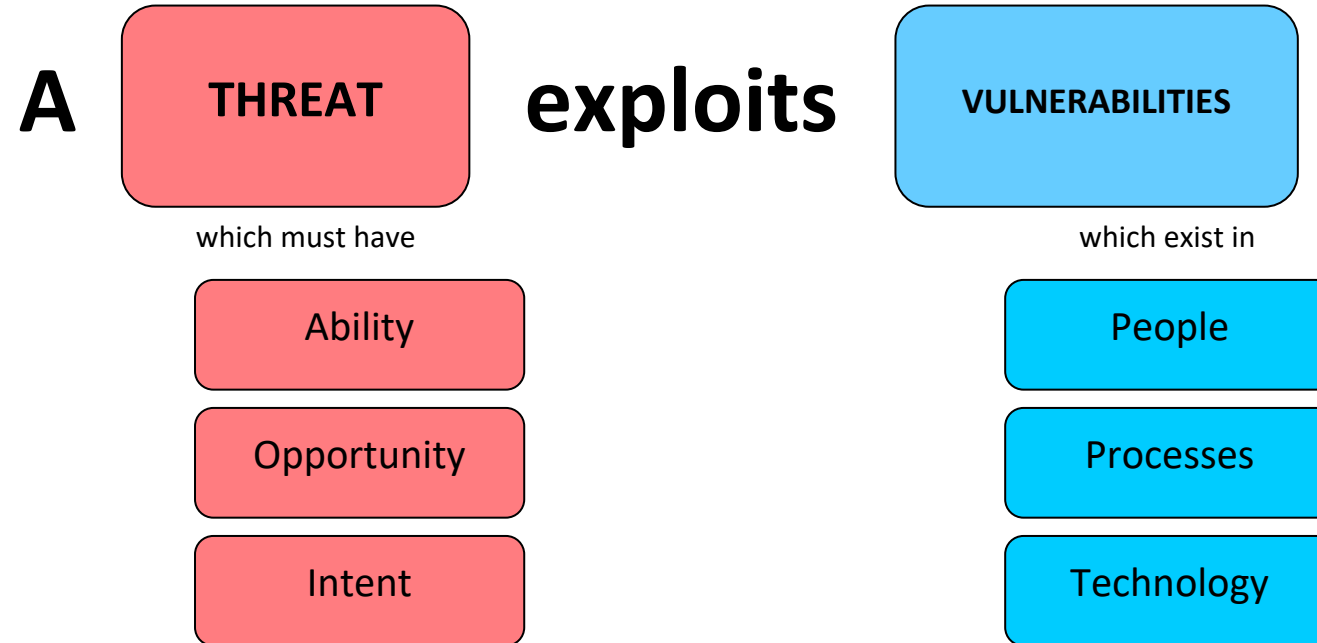 A THREAT exploits VULNERABILITIES
which must have
Ability
Opportunity
Intent
which exist in
People
Processes
Technology